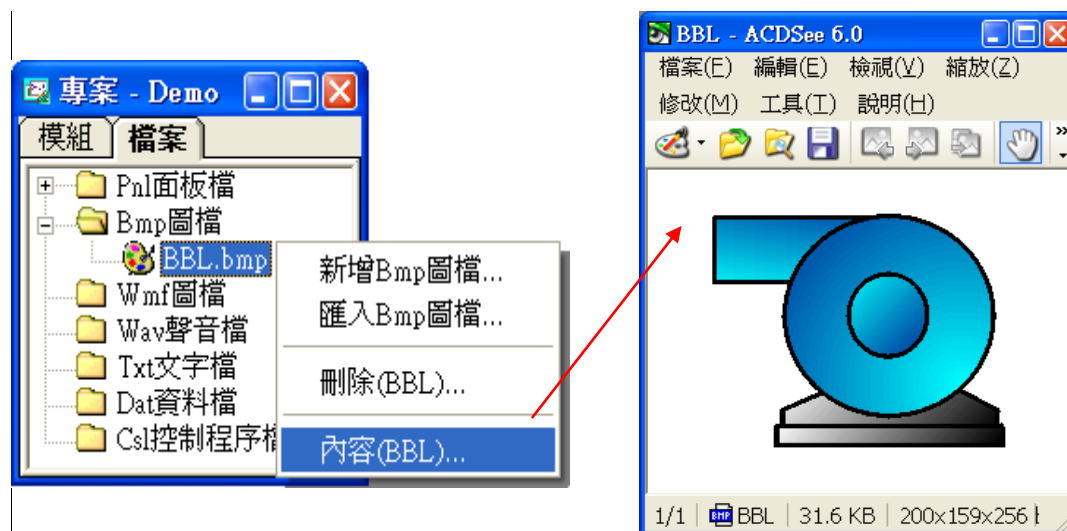 專案 - Demo
模組 檔案
Pnl面板檔
Bmp圖檔
BBL.bmp
Wmf圖檔
Wav聲音檔
Txt文字檔
Dat資料檔
Csl控制程序檔
新增Bmp圖檔...
匯入Bmp圖檔...
刪除(BBL)...
內容(BBL)...
BBL - ACDSee 6.0
檔案(F) 編輯(E) 檢視(V) 縮放(Z)
修改(M) 工具(T) 說明(H)
1/1 BMP BBL 31.6 KB 200x159x256